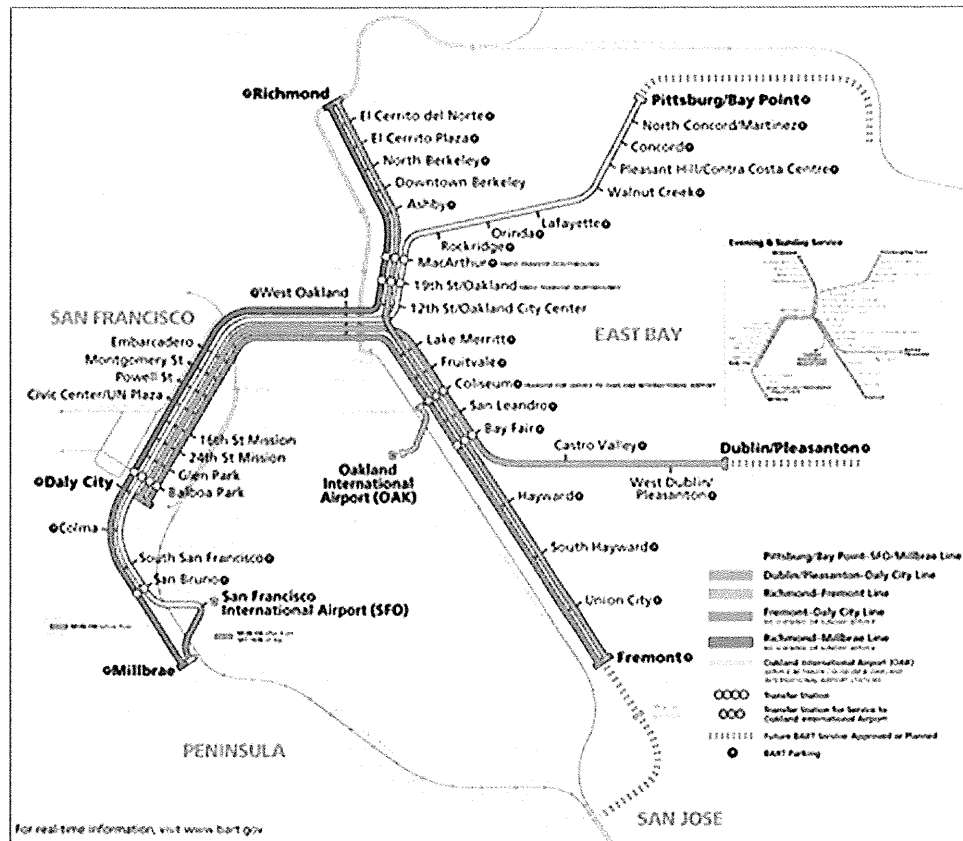 Richmond
El Cerrito del Norte
El Cerrito Plaza
North Berkeley
Downtown Berkeley
Ashby
Pittsburg/Bay Point
North Concord/Martinez
Concord
Pleasant Hill/Contra Costa Centre
Walnut Creek
Lafayette
Orinda
Rockridge
MacArthur
19th St/Oakland
12th St/Oakland City Center
West Oakland
SAN FRANCISCO
Embarcadero
Montgomery St
Powell St
Civic Center/UN Plaza
16th St Mission
24th St Mission
Glen Park
Balboa Park
Daly City
Colma
South San Francisco
San Bruno
San Francisco
International Airport (SFO)
Millbrae
EAST BAY
Lake Merritt
Fruitvale
Coliseum
San Leandro
Bay Fair
Castro Valley
Dublin/Pleasanton
West Dublin/
Pleasanton
Oakland
International
Airport (OAK)
Hayward
South Hayward
Union City
Fremont
Evening & Sunday Service
Pittsburg/Bay Point-SFO/Millbrae Line
Dublin/Pleasanton-Daly City Line
Richmond-Fremont Line
Fremont-Daly City Line
Richmond-Millbrae Line
Oakland International Airport (OAK)
Transfer Station
Transfer Station for Service to
Oakland International Airport
Future BART Service Approved or Planned
BART Parking
PENINSULA
SAN JOSE
For real-time information, visit www.bart.gov